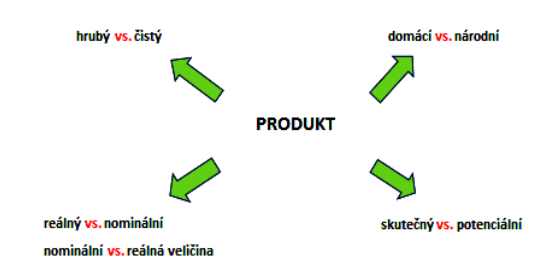 hrubý vs. čistý
domácí vs. národní
PRODUKT
reálný vs. nominální
nominální vs. reálná veličina
skutečný vs. potenciální